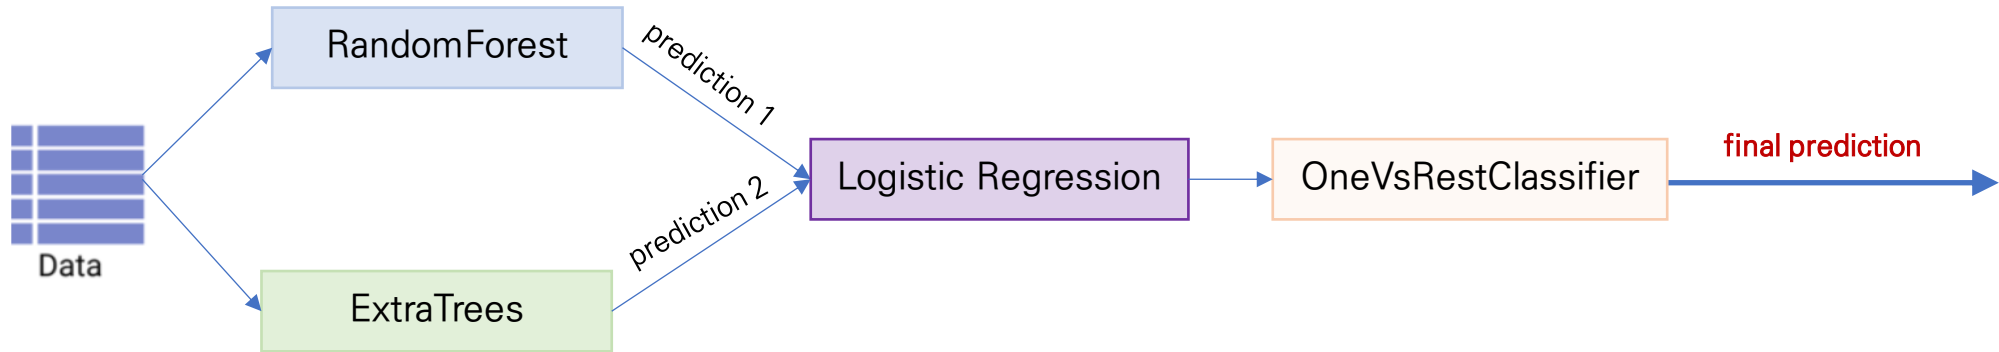 RandomForest
prediction 1
Data
Logistic Regression
OneVsRestClassifier
final prediction
prediction 2
ExtraTrees